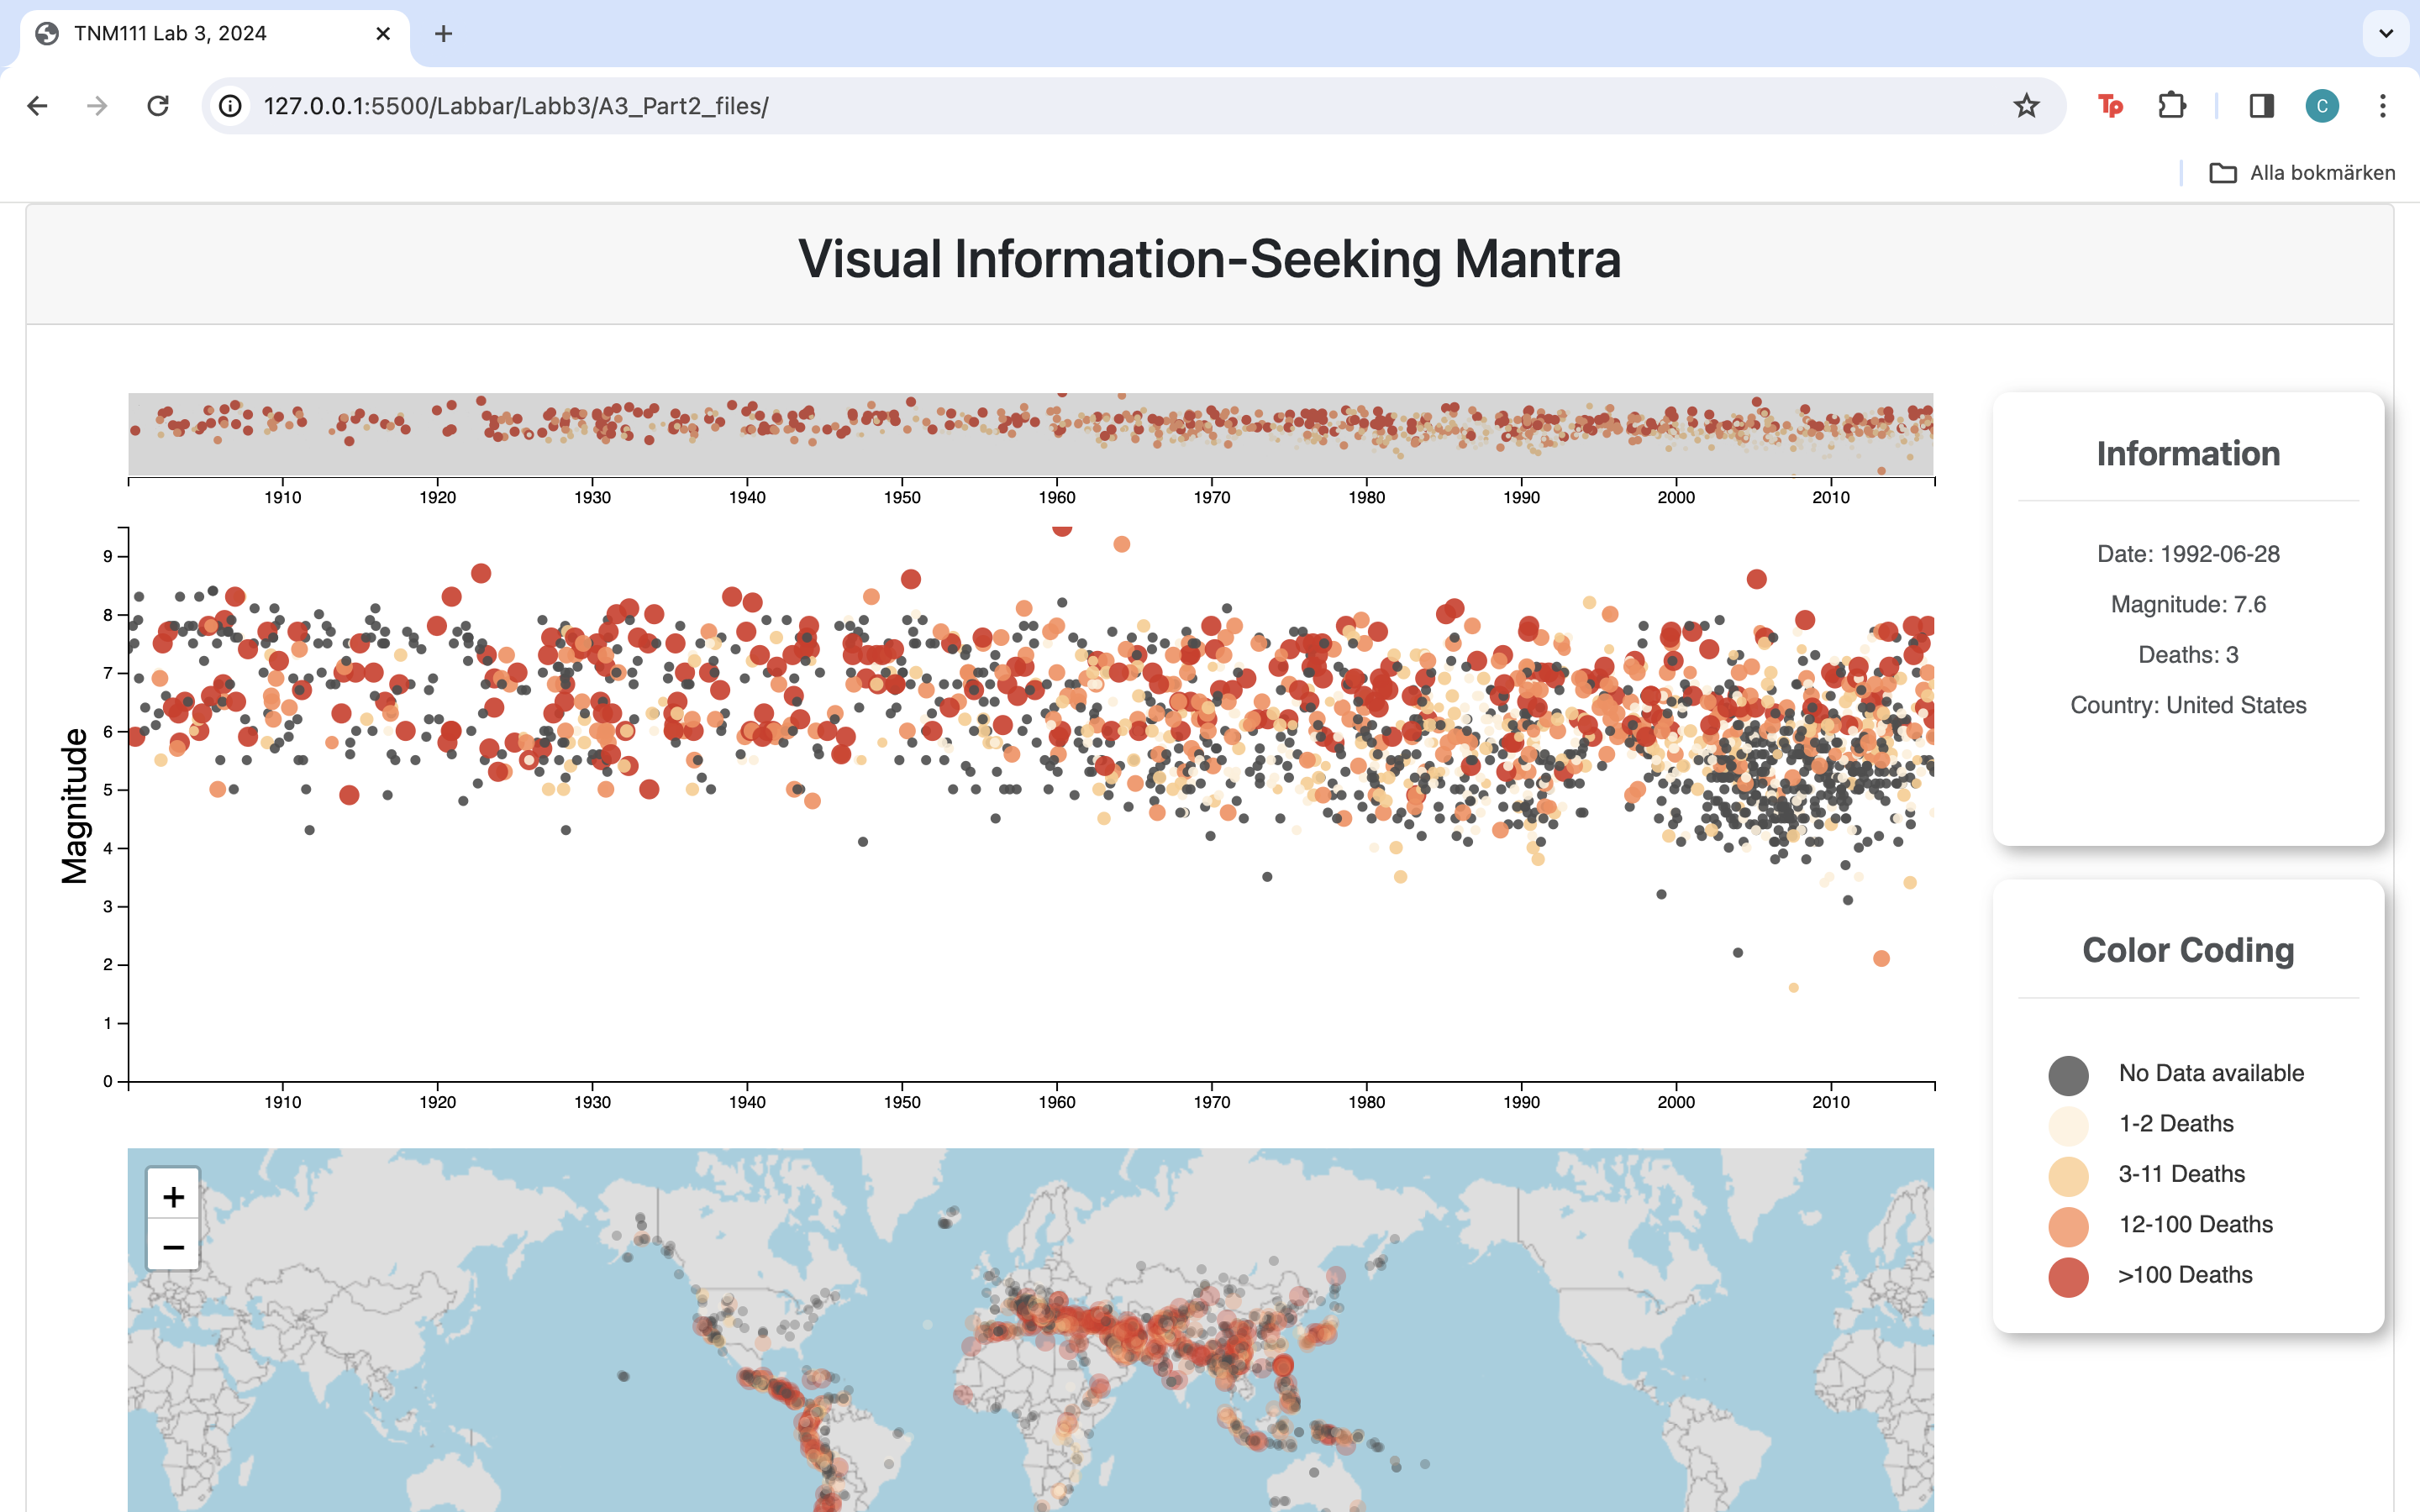 TNM111 Lab 3, 2024
127.0.0.1:5500/Labbar/Labb3/A3_Part2_files/
Tp
C
Alla bokmärken
Visual Information-Seeking Mantra
1910 1920 1930 1940 1950 1960 1970 1980 1990 2000 2010
Magnitude
9
8
7
6
5
4
3
2
1
0
1910 1920 1930 1940 1950 1960 1970 1980 1990 2000 2010
+
−
Information
Date: 1992-06-28
Magnitude: 7.6
Deaths: 3
Country: United States
Color Coding
No Data available
1-2 Deaths
3-11 Deaths
12-100 Deaths
>100 Deaths